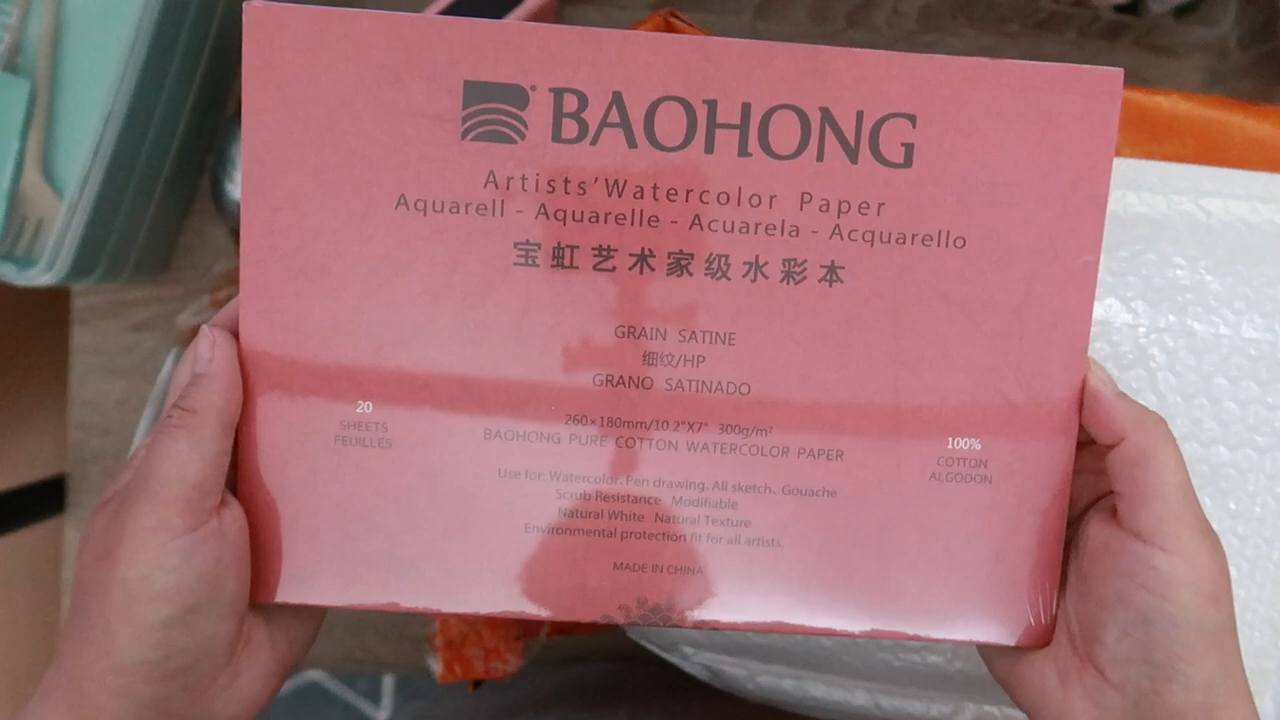 BAOHONG
Artists'Watercolor Paper
Aquarell - Aquarelle - Acuarela - Acquarello
宝虹艺术家级水彩本
GRAIN SATINE
细纹/HP
GRANO SATINADO
20
SHEETS
FEUILLES
260×180mm/10.2"X7" 300g/m²
BAOHONG PURE COTTON WATERCOLOR PAPER
100%
COTTON
ALGODON
Use for: Watercolor、Pen drawing、All sketch、Gouache
Scrub Resistance Modifiable
Natural White Natural Texture
Environmental protection fit for all artists.
MADE IN CHINA